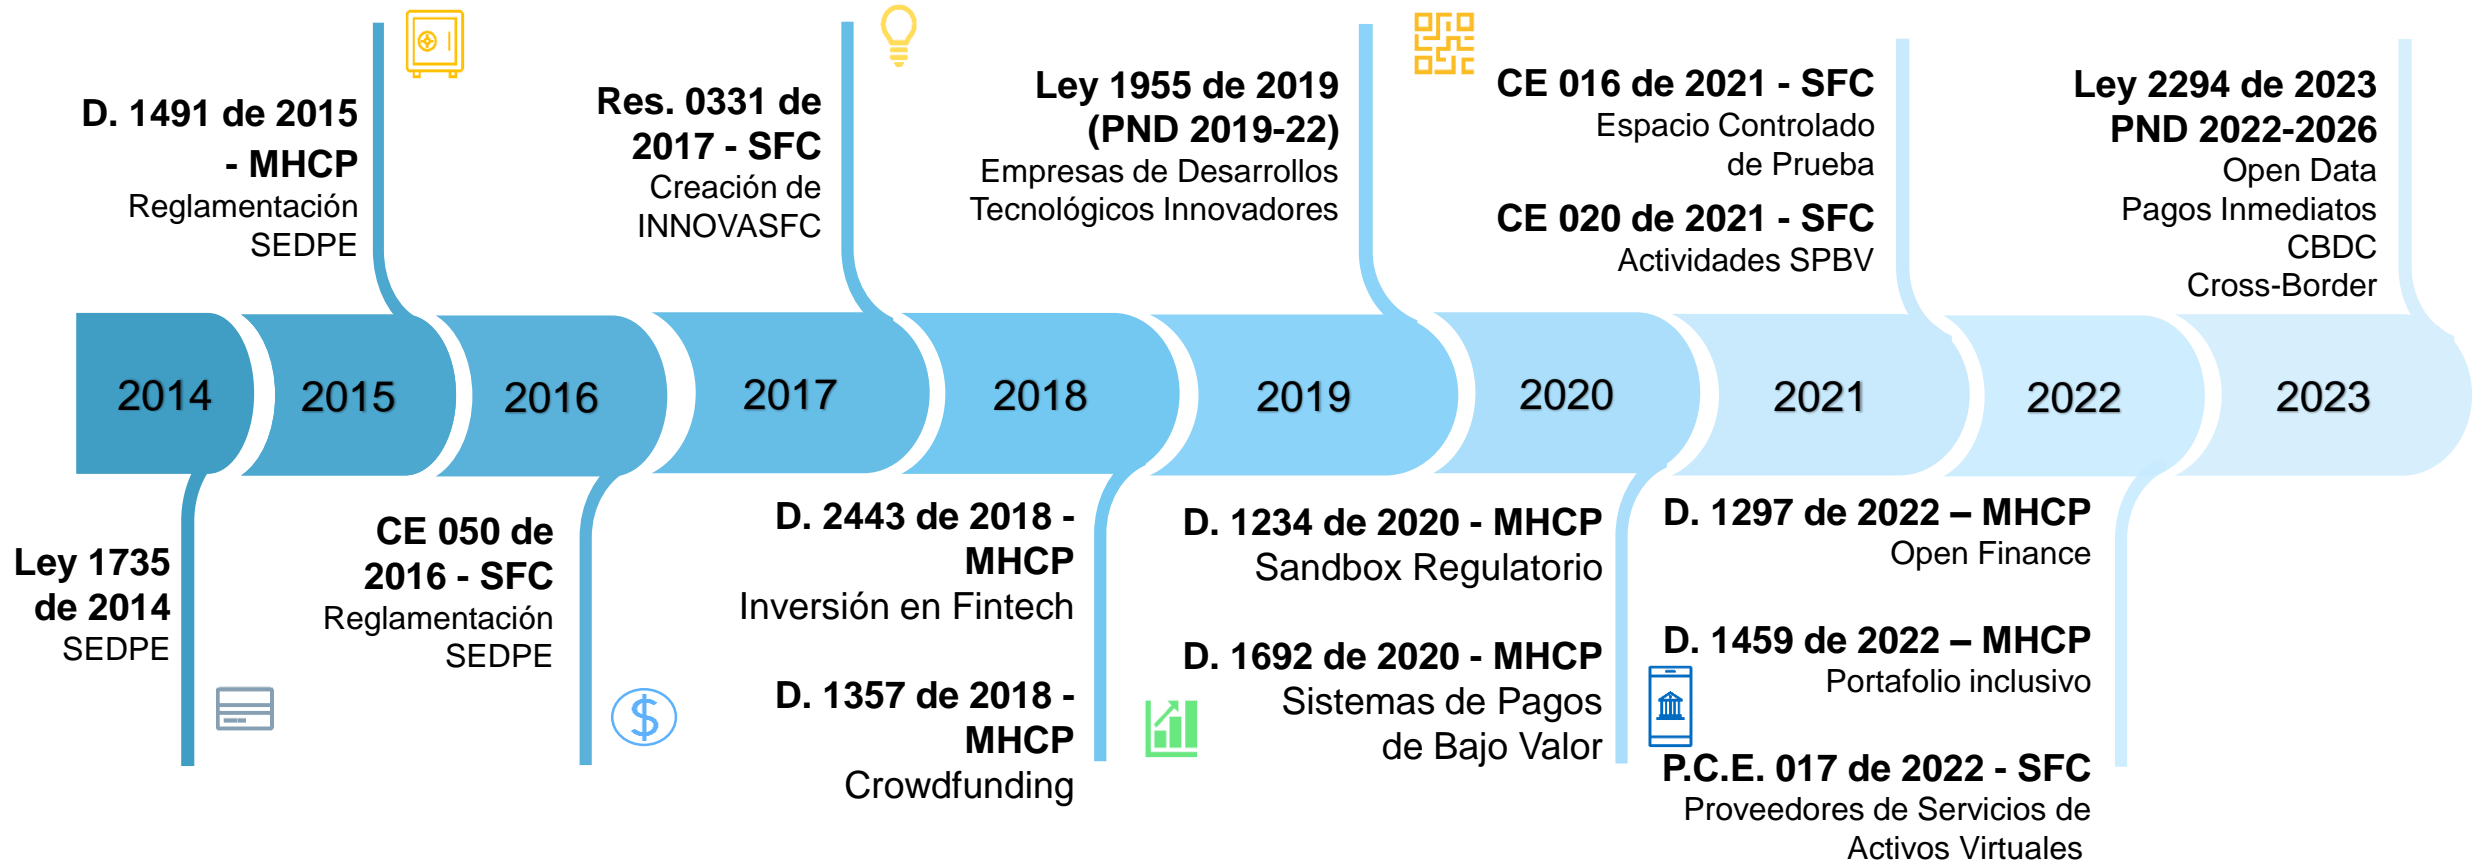 D. 1491 de 2015
- MHCP
Reglamentación
SEDPE
Res. 0331 de
2017 - SFC
Creación de
INNOVASFC
Ley 1955 de 2019
(PND 2019-22)
Empresas de Desarrollos
Tecnológicos Innovadores
CE 016 de 2021 - SFC
Espacio Controlado
de Prueba
CE 020 de 2021 - SFC
Actividades SPBV
Ley 2294 de 2023
PND 2022-2026
Open Data
Pagos Inmediatos
CBDC
Cross-Border
2014
2015
2016
2017
2018
2019
2020
2021
2022
2023
Ley 1735
de 2014
SEDPE
CE 050 de
2016 - SFC
Reglamentación
SEDPE
D. 2443 de 2018 -
MHCP
Inversión en Fintech
D. 1357 de 2018 -
MHCP
Crowdfunding
D. 1234 de 2020 - MHCP
Sandbox Regulatorio
D. 1692 de 2020 - MHCP
Sistemas de Pagos
de Bajo Valor
D. 1297 de 2022 – MHCP
Open Finance
D. 1459 de 2022 – MHCP
Portafolio inclusivo
P.C.E. 017 de 2022 - SFC
Proveedores de Servicios de
Activos Virtuales